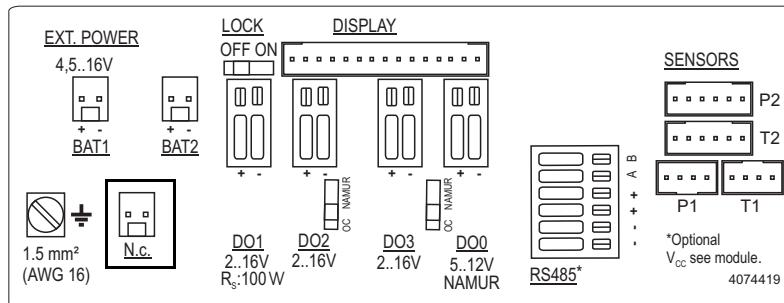 EXT. POWER
4,5..16V
+ -
BAT1
+ -
BAT2
LOCK
OFF ON
DISPLAY
SENSORS
P2
T2
P1
T1
+ -
+ -
+ -
+ -
OC NAMUR
OC NAMUR
B
A
+
+
-
-
1.5 mm²
(AWG 16)
N.c.
DO1
2..16V
Rs:100 W
DO2
2..16V
DO3
2..16V
DO0
5..12V
NAMUR
RS485*
*Optional
Vcc see module.
4074419